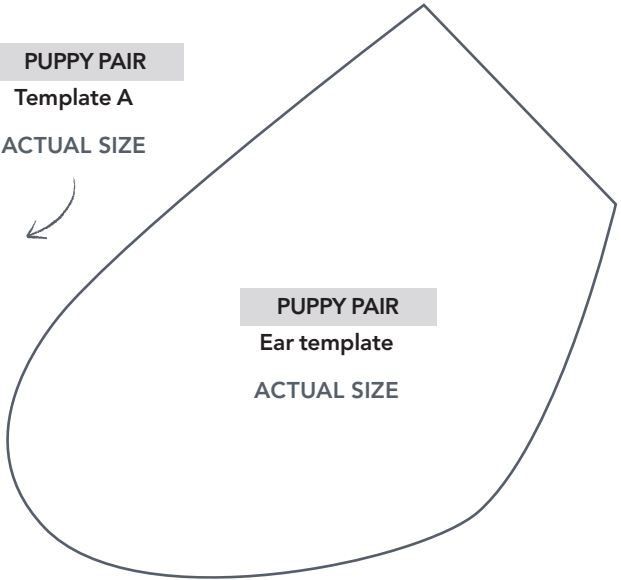 PUPPY PAIR
Template A
ACTUAL SIZE
PUPPY PAIR
Ear template
ACTUAL SIZE